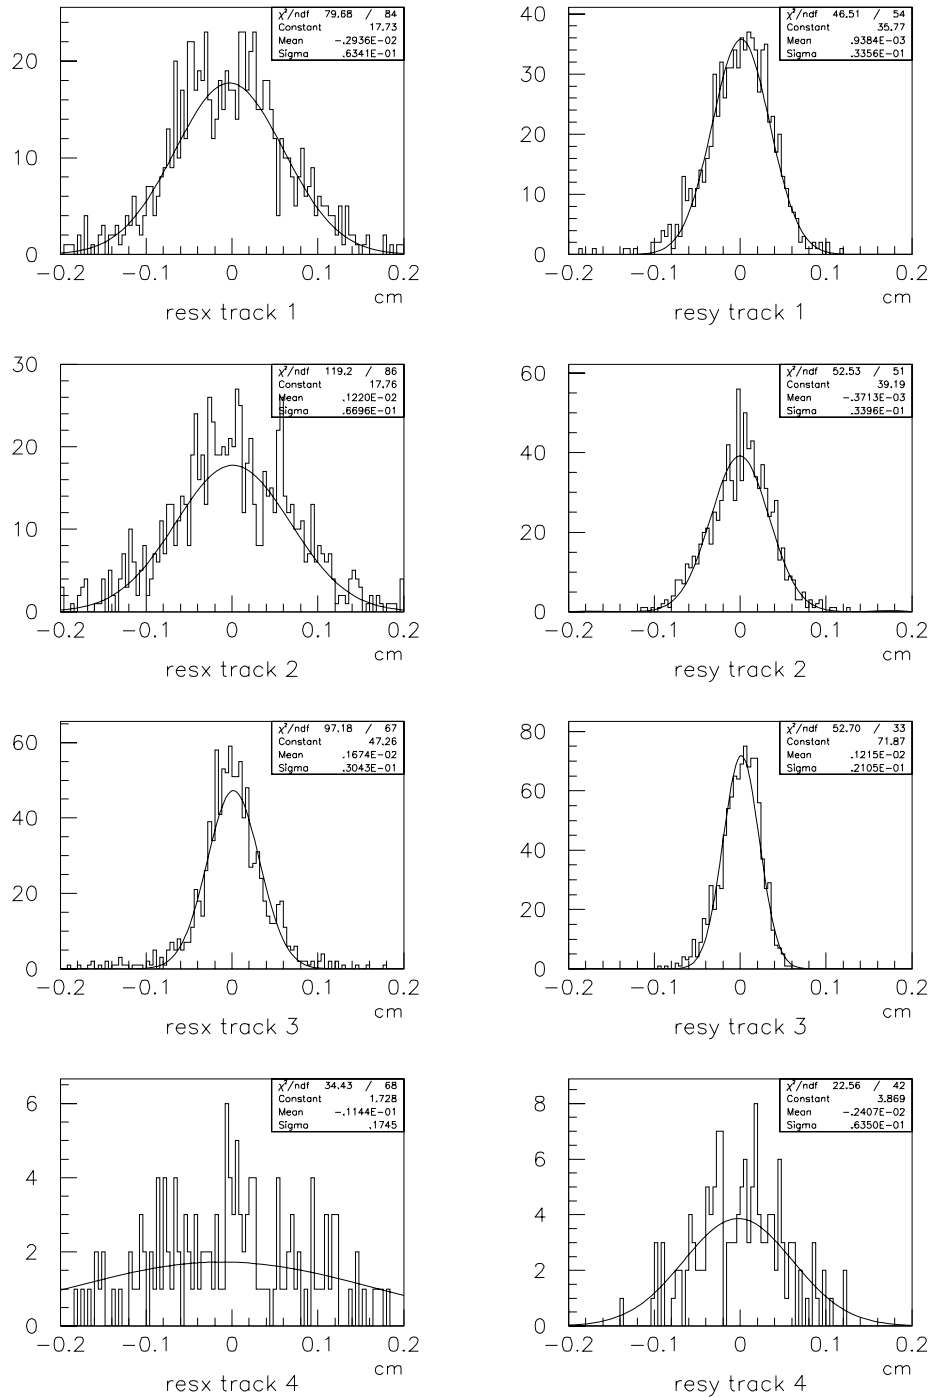 χ²/ndf 79.68 / 84
Constant 17.73
Mean -.2936E-02
Sigma .6341E-01
20
10
0
-0.2 -0.1 0 0.1 0.2
cm
resx track 1
χ²/ndf 46.51 / 54
Constant 35.77
Mean .9384E-03
Sigma .3356E-01
40
30
20
10
0
-0.2 -0.1 0 0.1 0.2
cm
resy track 1
χ²/ndf 119.2 / 86
Constant 17.76
Mean .1220E-02
Sigma .6696E-01
30
20
10
0
-0.2 -0.1 0 0.1 0.2
cm
resx track 2
χ²/ndf 52.53 / 51
Constant 39.19
Mean -.3713E-03
Sigma .3396E-01
60
40
20
0
-0.2 -0.1 0 0.1 0.2
cm
resy track 2
χ²/ndf 97.18 / 67
Constant 47.26
Mean .1674E-02
Sigma .3043E-01
60
40
20
0
-0.2 -0.1 0 0.1 0.2
cm
resx track 3
χ²/ndf 52.70 / 33
Constant 71.87
Mean .1215E-02
Sigma .2105E-01
80
60
40
20
0
-0.2 -0.1 0 0.1 0.2
cm
resy track 3
χ²/ndf 34.43 / 68
Constant 1.728
Mean -.1144E-01
Sigma .1745
6
4
2
0
-0.2 -0.1 0 0.1 0.2
cm
resx track 4
χ²/ndf 22.56 / 42
Constant 3.869
Mean -.2407E-02
Sigma .6350E-01
8
6
4
2
0
-0.2 -0.1 0 0.1 0.2
cm
resy track 4